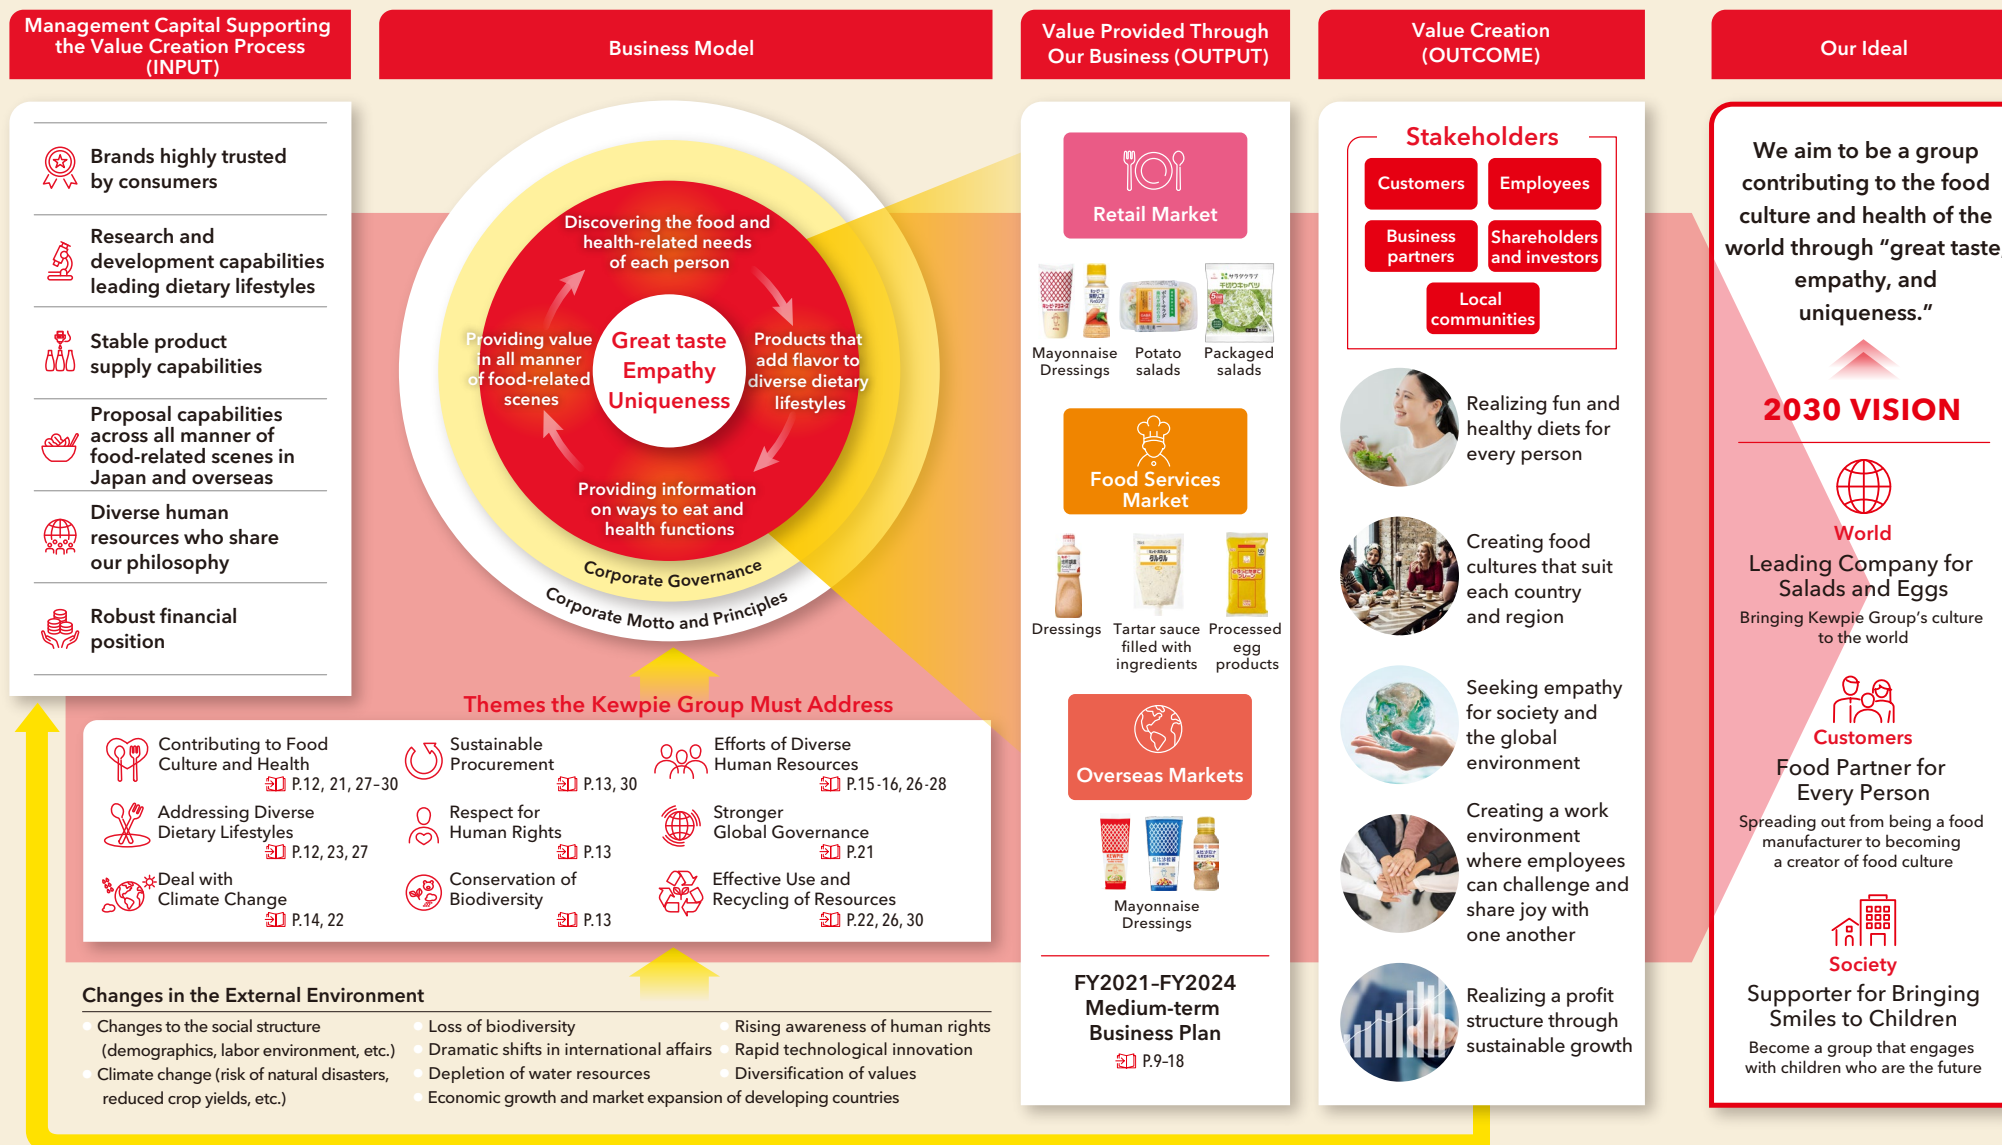 Management Capital Supporting
the Value Creation Process
(INPUT)
Business Model
Value Provided Through
Our Business (OUTPUT)
Value Creation
(OUTCOME)
Our Ideal
Brands highly trusted
by consumers
Research and
development capabilities
leading dietary lifestyles
Stable product
supply capabilities
Proposal capabilities
across all manner of
food-related scenes in
Japan and overseas
Diverse human
resources who share
our philosophy
Robust financial
position
Discovering the food and
health-related needs
of each person
Products that
add flavor to
diverse dietary
lifestyles
Providing information
on ways to eat and
health functions
Providing value
in all manner
of food-related
scenes
Great taste
Empathy
Uniqueness
Corporate Governance
Corporate Motto and Principles
Themes the Kewpie Group Must Address
Contributing to Food
Culture and Health
P.12, 21, 27–30
Addressing Diverse
Dietary Lifestyles
P.12, 23, 27
Deal with
Climate Change
P.14, 22
Sustainable
Procurement
P.13, 30
Respect for
Human Rights
P.13
Conservation of
Biodiversity
P.13
Efforts of Diverse
Human Resources
P.15-16, 26-28
Stronger
Global Governance
P.21
Effective Use and
Recycling of Resources
P.22, 26, 30
Changes in the External Environment
Changes to the social structure
(demographics, labor environment, etc.)
Climate change (risk of natural disasters,
reduced crop yields, etc.)
Loss of biodiversity
Dramatic shifts in international affairs
Depletion of water resources
Economic growth and market expansion of developing countries
Rising awareness of human rights
Rapid technological innovation
Diversification of values
Retail Market
サラダクラブ
千切りキャベツ
Mayonnaise
Dressings
Potato
salads
Packaged
salads
Food Services
Market
タルタル
Dressings
Tartar sauce
filled with
ingredients
Processed
egg
products
Overseas Markets
KEWPIE
Mayonnaise
Dressings
FY2021–FY2024
Medium-term
Business Plan
P.9–18
Stakeholders
Customers
Employees
Business
partners
Shareholders
and investors
Local
communities
Realizing fun and
healthy diets for
every person
Creating food
cultures that suit
each country
and region
Seeking empathy
for society and
the global
environment
Creating a work
environment
where employees
can challenge and
share joy with
one another
Realizing a profit
structure through
sustainable growth
We aim to be a group
contributing to the food
culture and health of the
world through “great taste,
empathy, and
uniqueness.”
2030 VISION
World
Leading Company for
Salads and Eggs
Bringing Kewpie Group’s culture
to the world
Customers
Food Partner for
Every Person
Spreading out from being a food
manufacturer to becoming
a creator of food culture
Society
Supporter for Bringing
Smiles to Children
Become a group that engages
with children who are the future